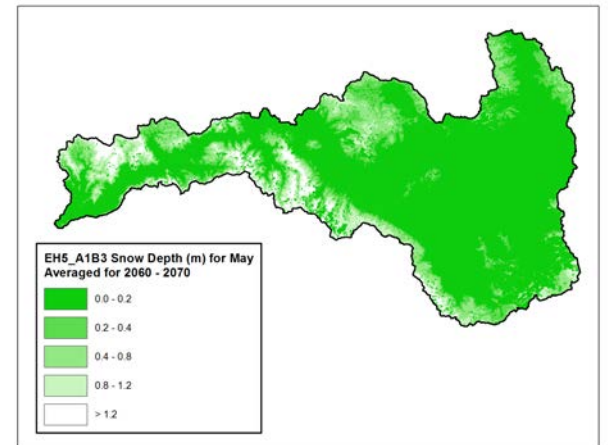 EH5_A1B3 Snow Depth (m) for May
Averaged for 2060 - 2070
0.0 - 0.2
0.2 - 0.4
0.4 - 0.8
0.8 - 1.2
> 1.2